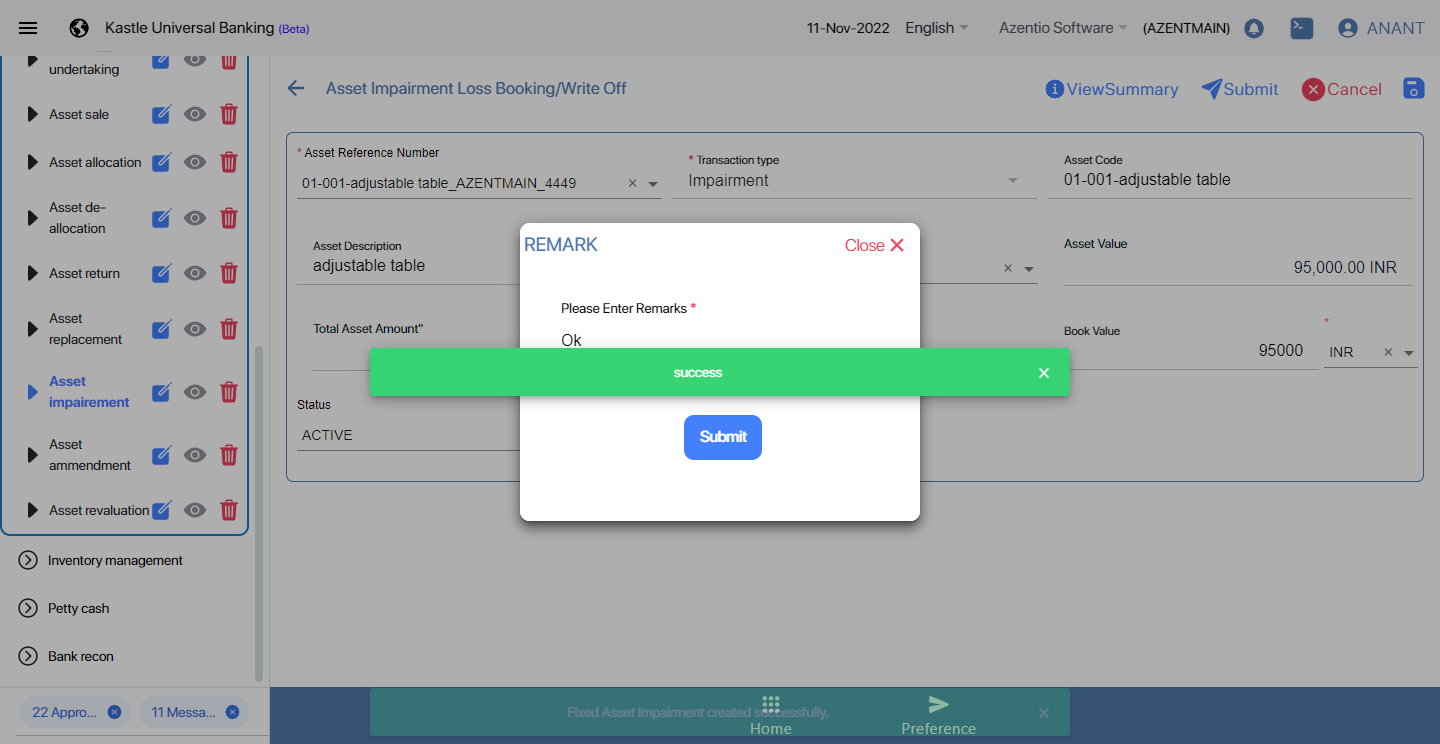 Kastle Universal Banking (Beta)
11-Nov-2022
English
Azentio Software
(AZENTMAIN)
ANANT
undertaking
Asset sale
Asset allocation
Asset de-
allocation
Asset return
Asset
replacement
Asset
impairement
Asset
ammendment
Asset revaluation
Inventory management
Petty cash
Bank recon
22 Appro...
11 Messa...
Asset Impairment Loss Booking/Write Off
ViewSummary
Submit
Cancel
* Asset Reference Number
01-001-adjustable table_AZENTMAIN_4449
* Transaction type
Impairment
Asset Code
01-001-adjustable table
Asset Description
adjustable table
Asset Value
95,000.00 INR
Total Asset Amount"
Book Value
95000
*
INR
Status
ACTIVE
REMARK
Close
Please Enter Remarks *
Ok
success
Submit
Fixed Asset Impairment created successfully.
Home
Preference